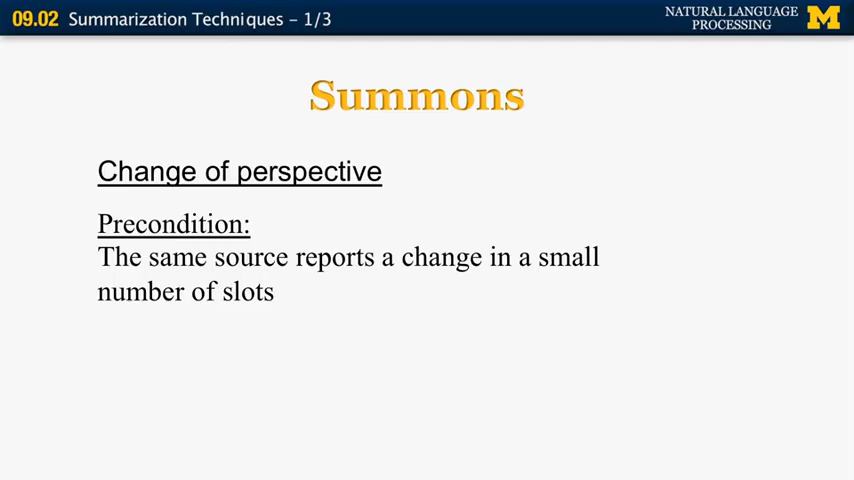 09.02 Summarization Techniques – 1/3
NATURAL LANGUAGE
PROCESSING
M
Summons
Change of perspective
Precondition:
The same source reports a change in a small
number of slots